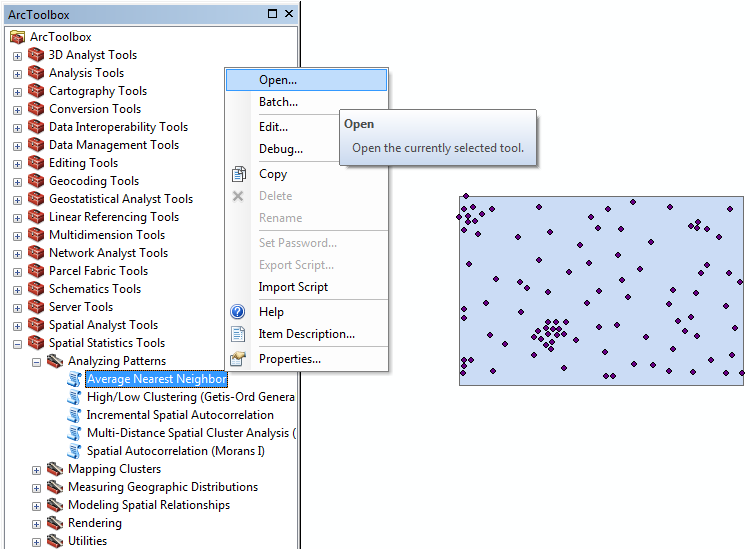 ArcToolbox
ArcToolbox
3D Analyst Tools
Analysis Tools
Cartography Tools
Conversion Tools
Data Interoperability Tools
Data Management Tools
Editing Tools
Geocoding Tools
Geostatistical Analyst Tools
Linear Referencing Tools
Multidimension Tools
Network Analyst Tools
Parcel Fabric Tools
Schematics Tools
Server Tools
Spatial Analyst Tools
Spatial Statistics Tools
Analyzing Patterns
Average Nearest Neighbor
High/Low Clustering (Getis-Ord Genera
Incremental Spatial Autocorrelation
Multi-Distance Spatial Cluster Analysis (
Spatial Autocorrelation (Morans I)
Mapping Clusters
Measuring Geographic Distributions
Modeling Spatial Relationships
Rendering
Utilities
Open...
Batch...
Edit...
Debug...
Copy
Delete
Rename
Set Password...
Export Script...
Import Script
Help
Item Description...
Properties...
Open
Open the currently selected tool.